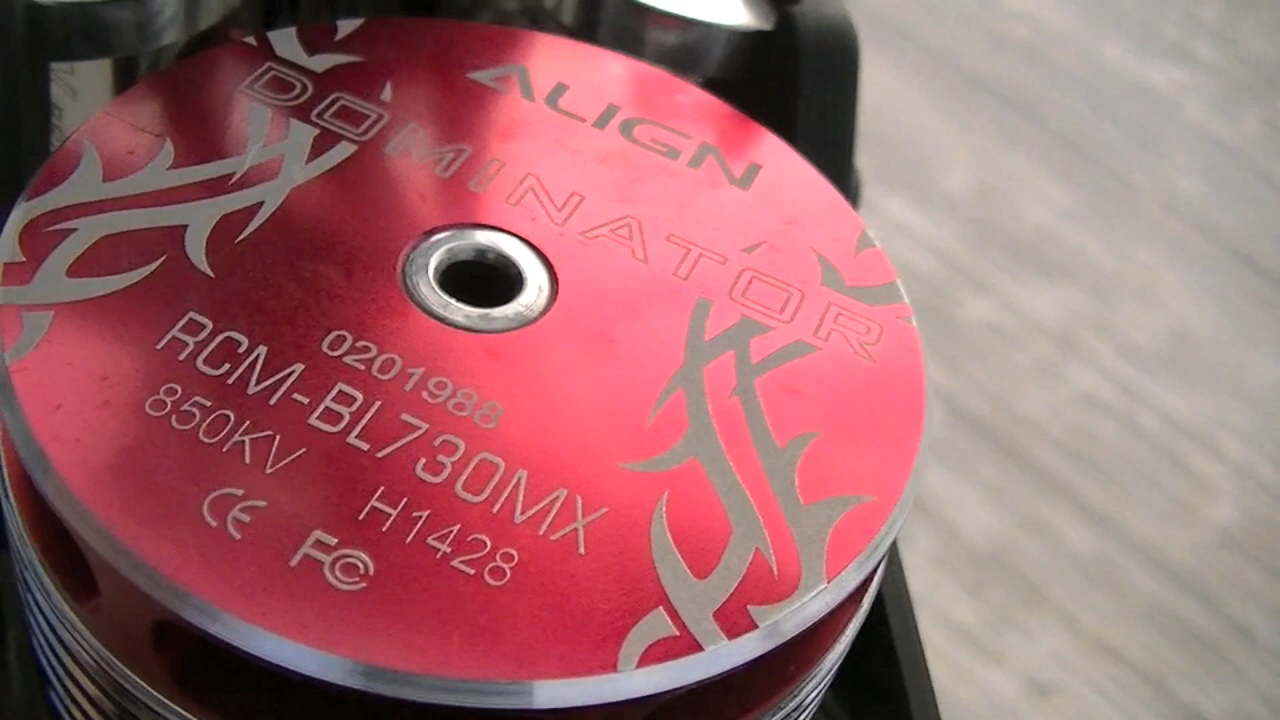 ALIGN
DOMINATOR
0201988
RCM-BL730MX
850KV H1428
CE FC